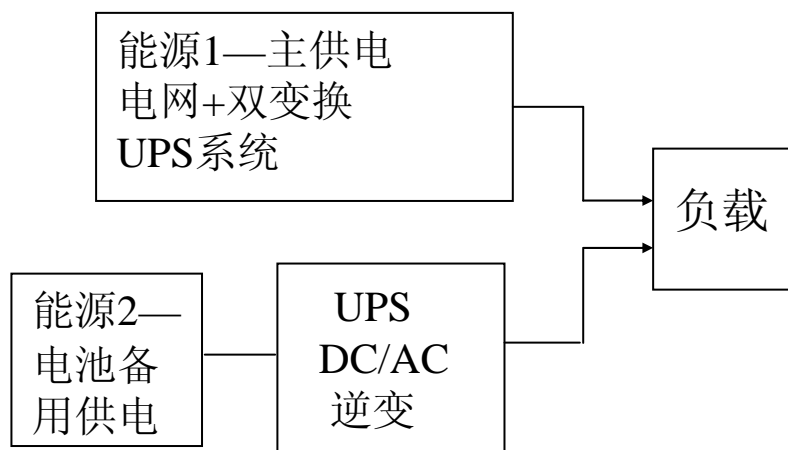 能源1—主供电
电网+双变换
UPS系统
负载
能源2—
电池备
用供电
UPS
DC/AC
逆变